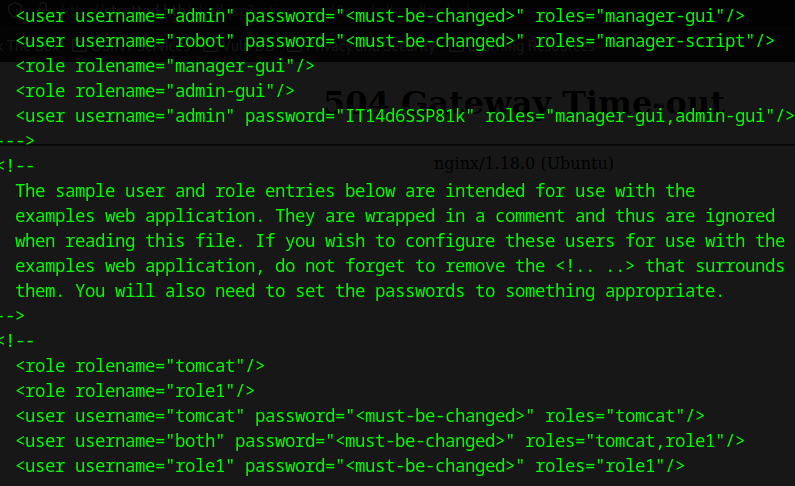 <user username="admin" password="<must-be-changed>" roles="manager-gui"/>
<user username="robot" password="<must-be-changed>" roles="manager-script"/>
<role rolename="manager-gui"/>
<role rolename="admin-gui"/>
504 Gateway Time-out
<user username="admin" password="IT14d6SSP81k" roles="manager-gui,admin-gui"/>
--->
nginx/1.18.0 (Ubuntu)
<!--
The sample user and role entries below are intended for use with the
examples web application. They are wrapped in a comment and thus are ignored
when reading this file. If you wish to configure these users for use with the
examples web application, do not forget to remove the <!.. ..> that surrounds
them. You will also need to set the passwords to something appropriate.
-->
<!--
<role rolename="tomcat"/>
<role rolename="role1"/>
<user username="tomcat" password="<must-be-changed>" roles="tomcat"/>
<user username="both" password="<must-be-changed>" roles="tomcat,role1"/>
<user username="role1" password="<must-be-changed>" roles="role1"/>